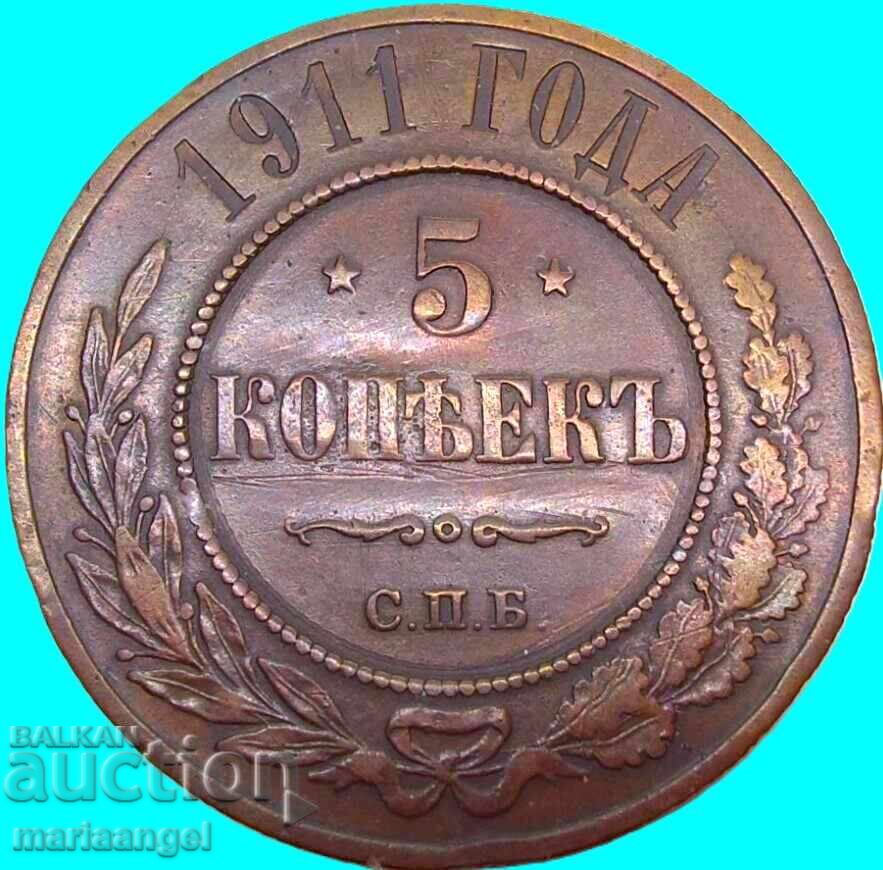 1911 ГОДА
5
КОПѢЕКЪ
С.П.Б
BALKAN
auction
mariaangel